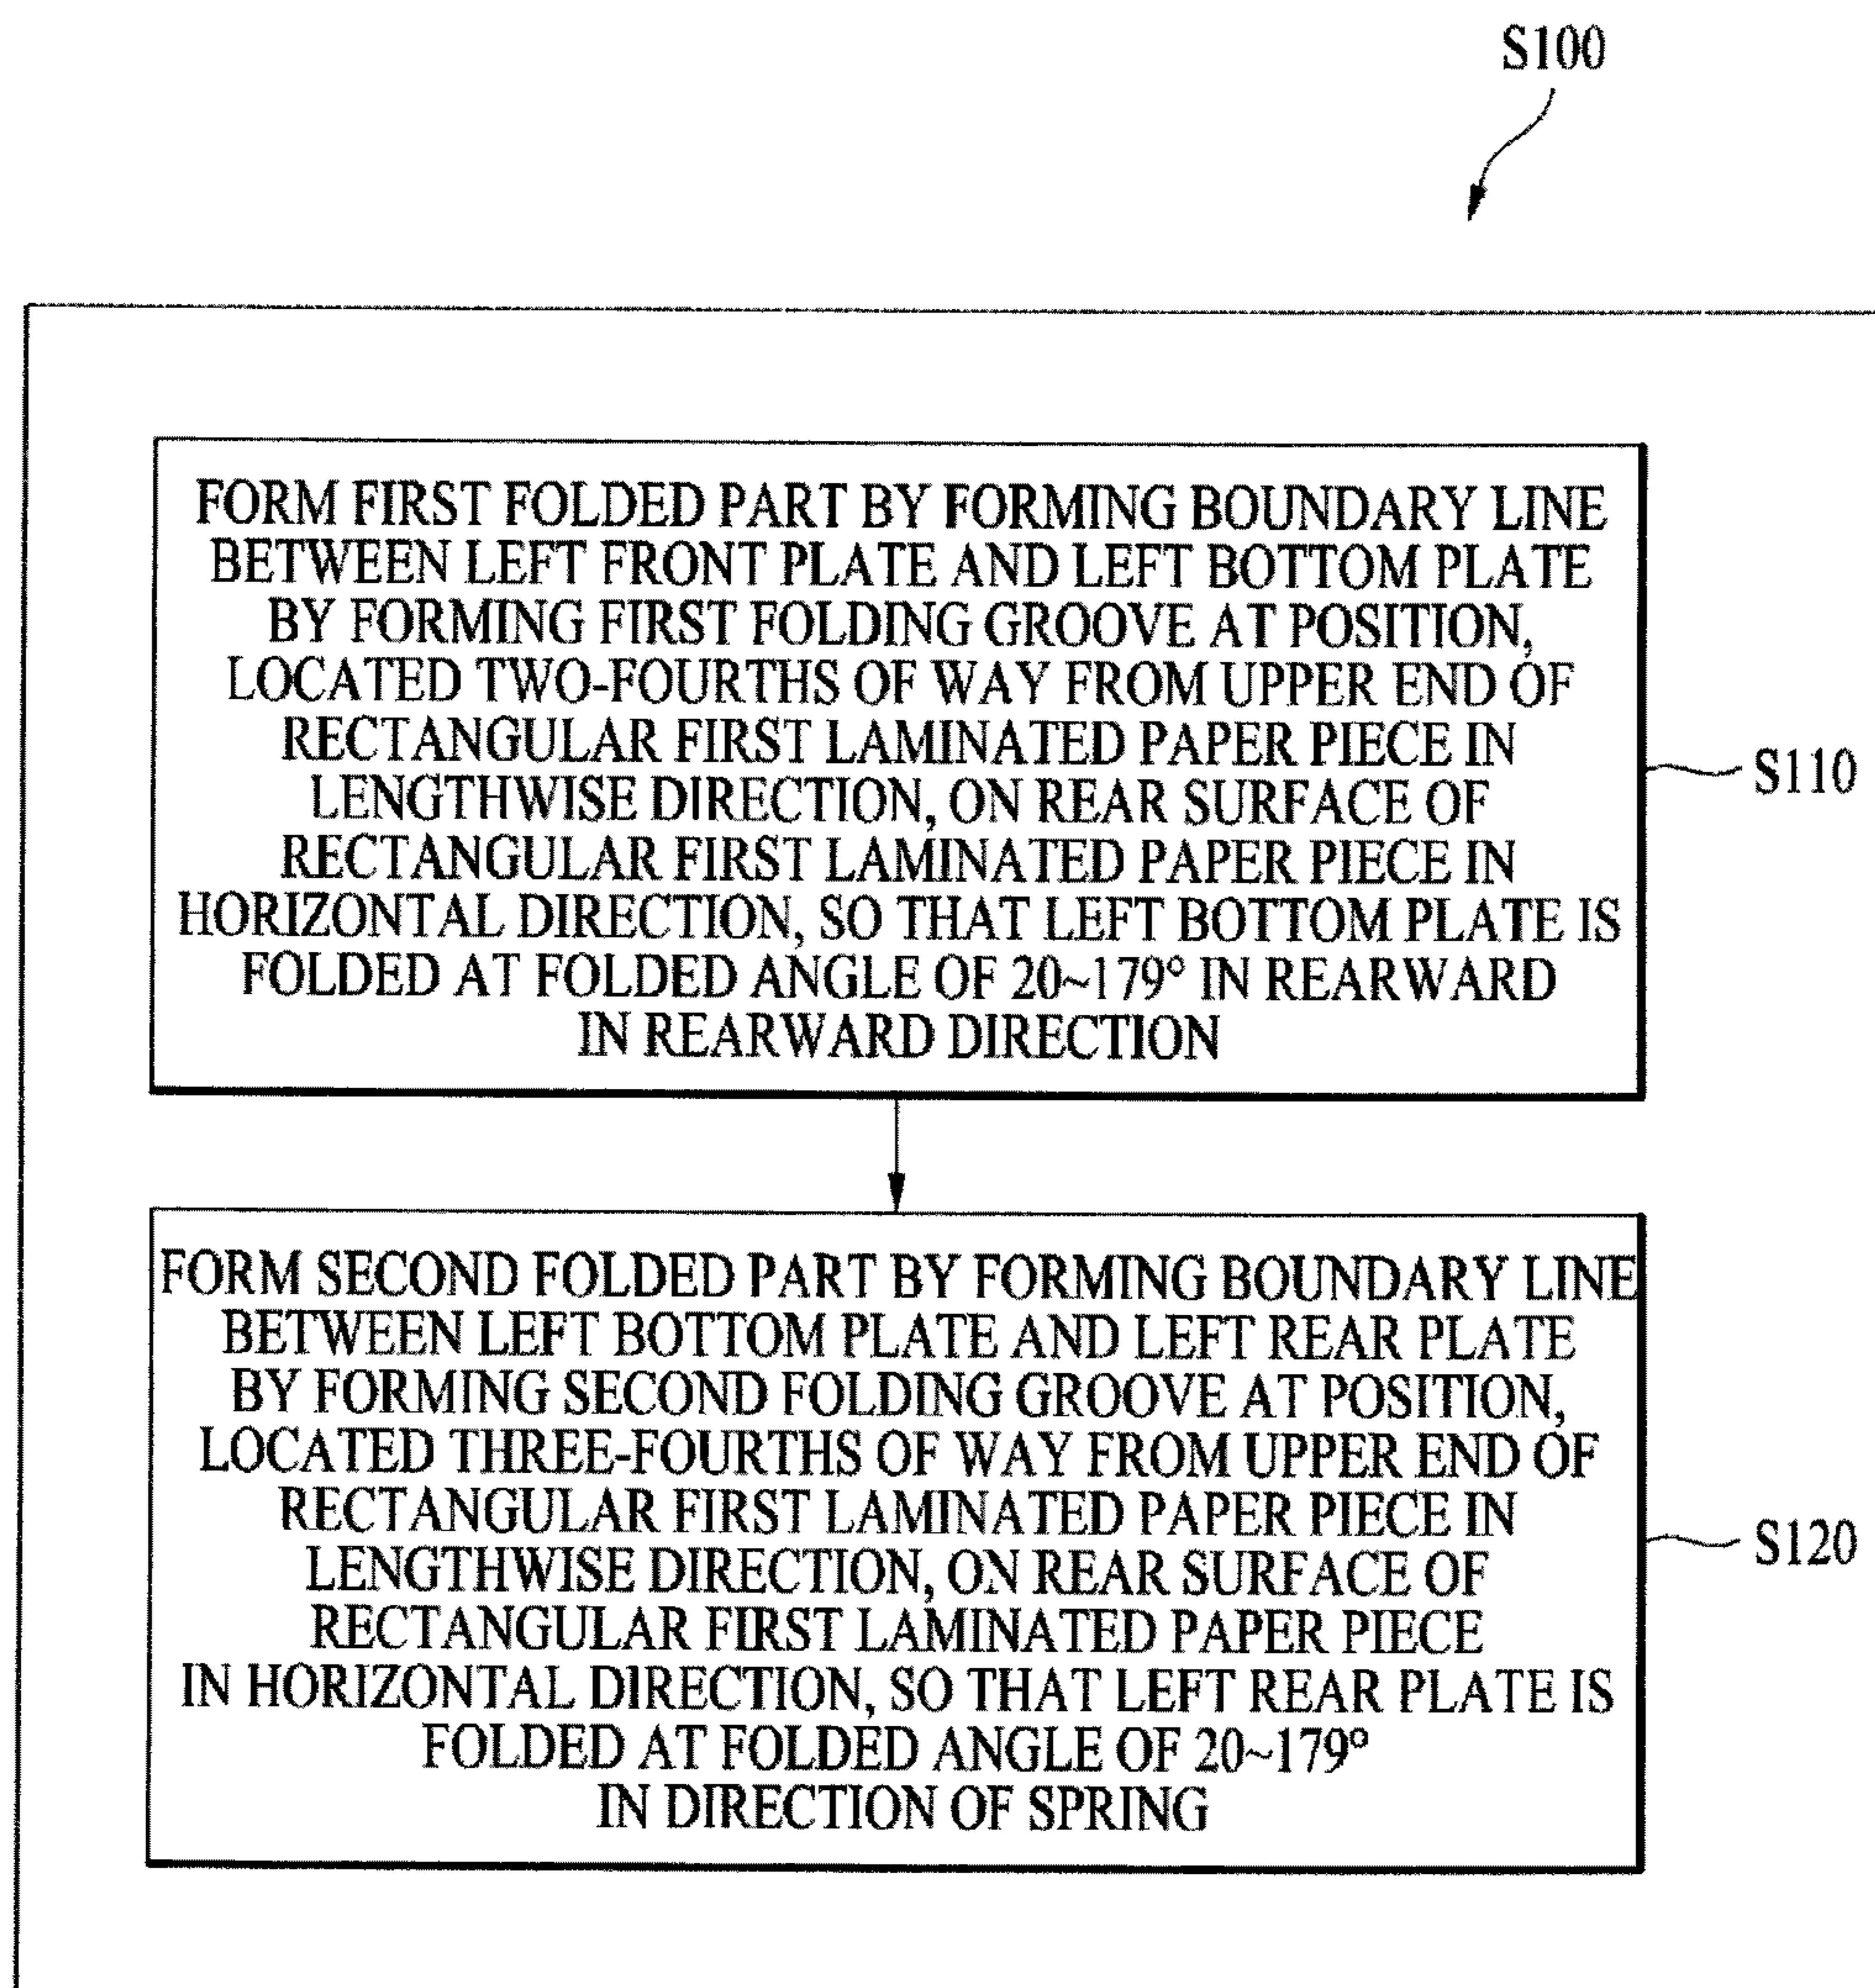 S100
FORM FIRST FOLDED PART BY FORMING BOUNDARY LINE
BETWEEN LEFT FRONT PLATE AND LEFT BOTTOM PLATE
BY FORMING FIRST FOLDING GROOVE AT POSITION,
LOCATED TWO-FOURTHS OF WAY FROM UPPER END OF
RECTANGULAR FIRST LAMINATED PAPER PIECE IN
LENGTHWISE DIRECTION, ON REAR SURFACE OF
RECTANGULAR FIRST LAMINATED PAPER PIECE IN
HORIZONTAL DIRECTION, SO THAT LEFT BOTTOM PLATE IS
FOLDED AT FOLDED ANGLE OF 20~179° IN REARWARD
IN REARWARD DIRECTION
S110
FORM SECOND FOLDED PART BY FORMING BOUNDARY LINE
BETWEEN LEFT BOTTOM PLATE AND LEFT REAR PLATE
BY FORMING SECOND FOLDING GROOVE AT POSITION,
LOCATED THREE-FOURTHS OF WAY FROM UPPER END OF
RECTANGULAR FIRST LAMINATED PAPER PIECE IN
LENGTHWISE DIRECTION, ON REAR SURFACE OF
RECTANGULAR FIRST LAMINATED PAPER PIECE
IN HORIZONTAL DIRECTION, SO THAT LEFT REAR PLATE IS
FOLDED AT FOLDED ANGLE OF 20~179°
IN DIRECTION OF SPRING
S120